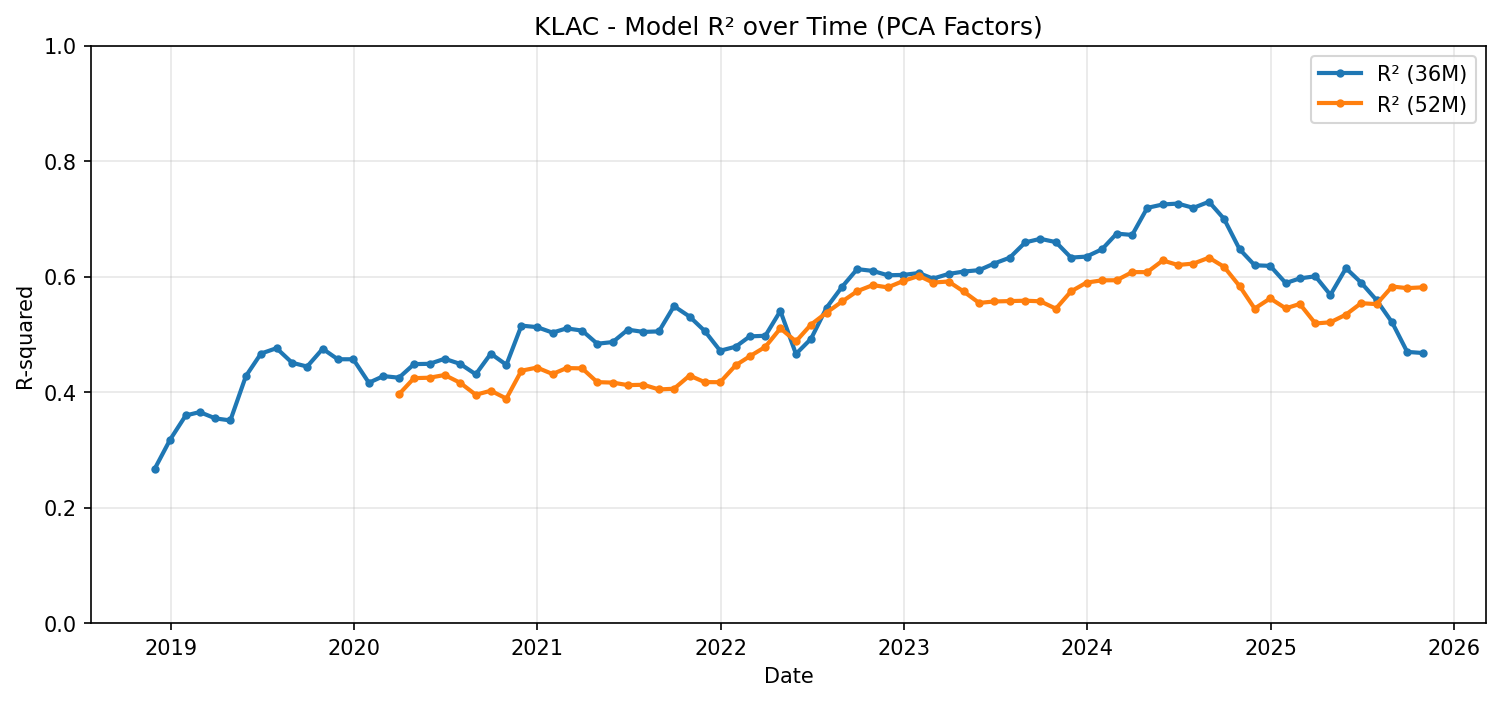 KLAC - Model R² over Time (PCA Factors)
R² (36M)
R² (52M)
R-squared
1.0
0.8
0.6
0.4
0.2
0.0
2019 2020 2021 2022 2023 2024 2025 2026
Date